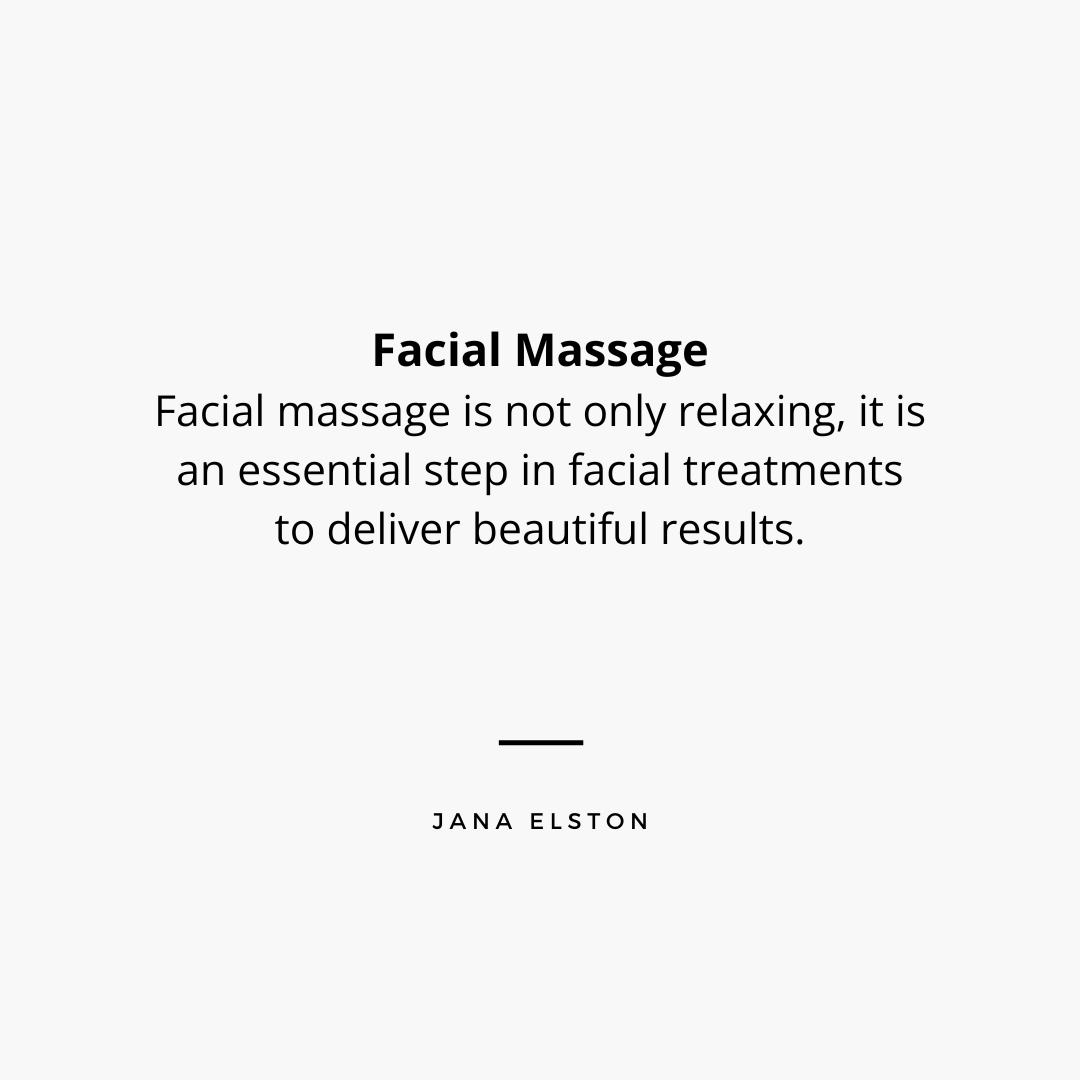 Facial Massage
Facial massage is not only relaxing, it is
an essential step in facial treatments
to deliver beautiful results.
JANA ELSTON